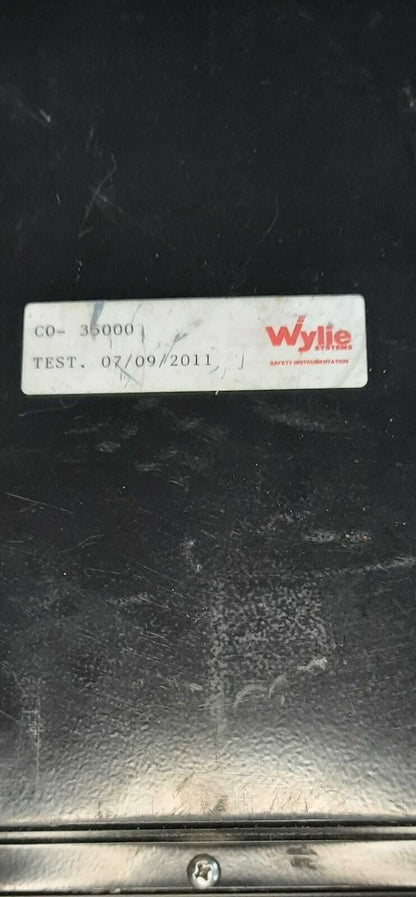 CO- 35000
TEST. 07/09/2011
Wylie
SYSTEMS
SAFETY INSTRUMENTATION